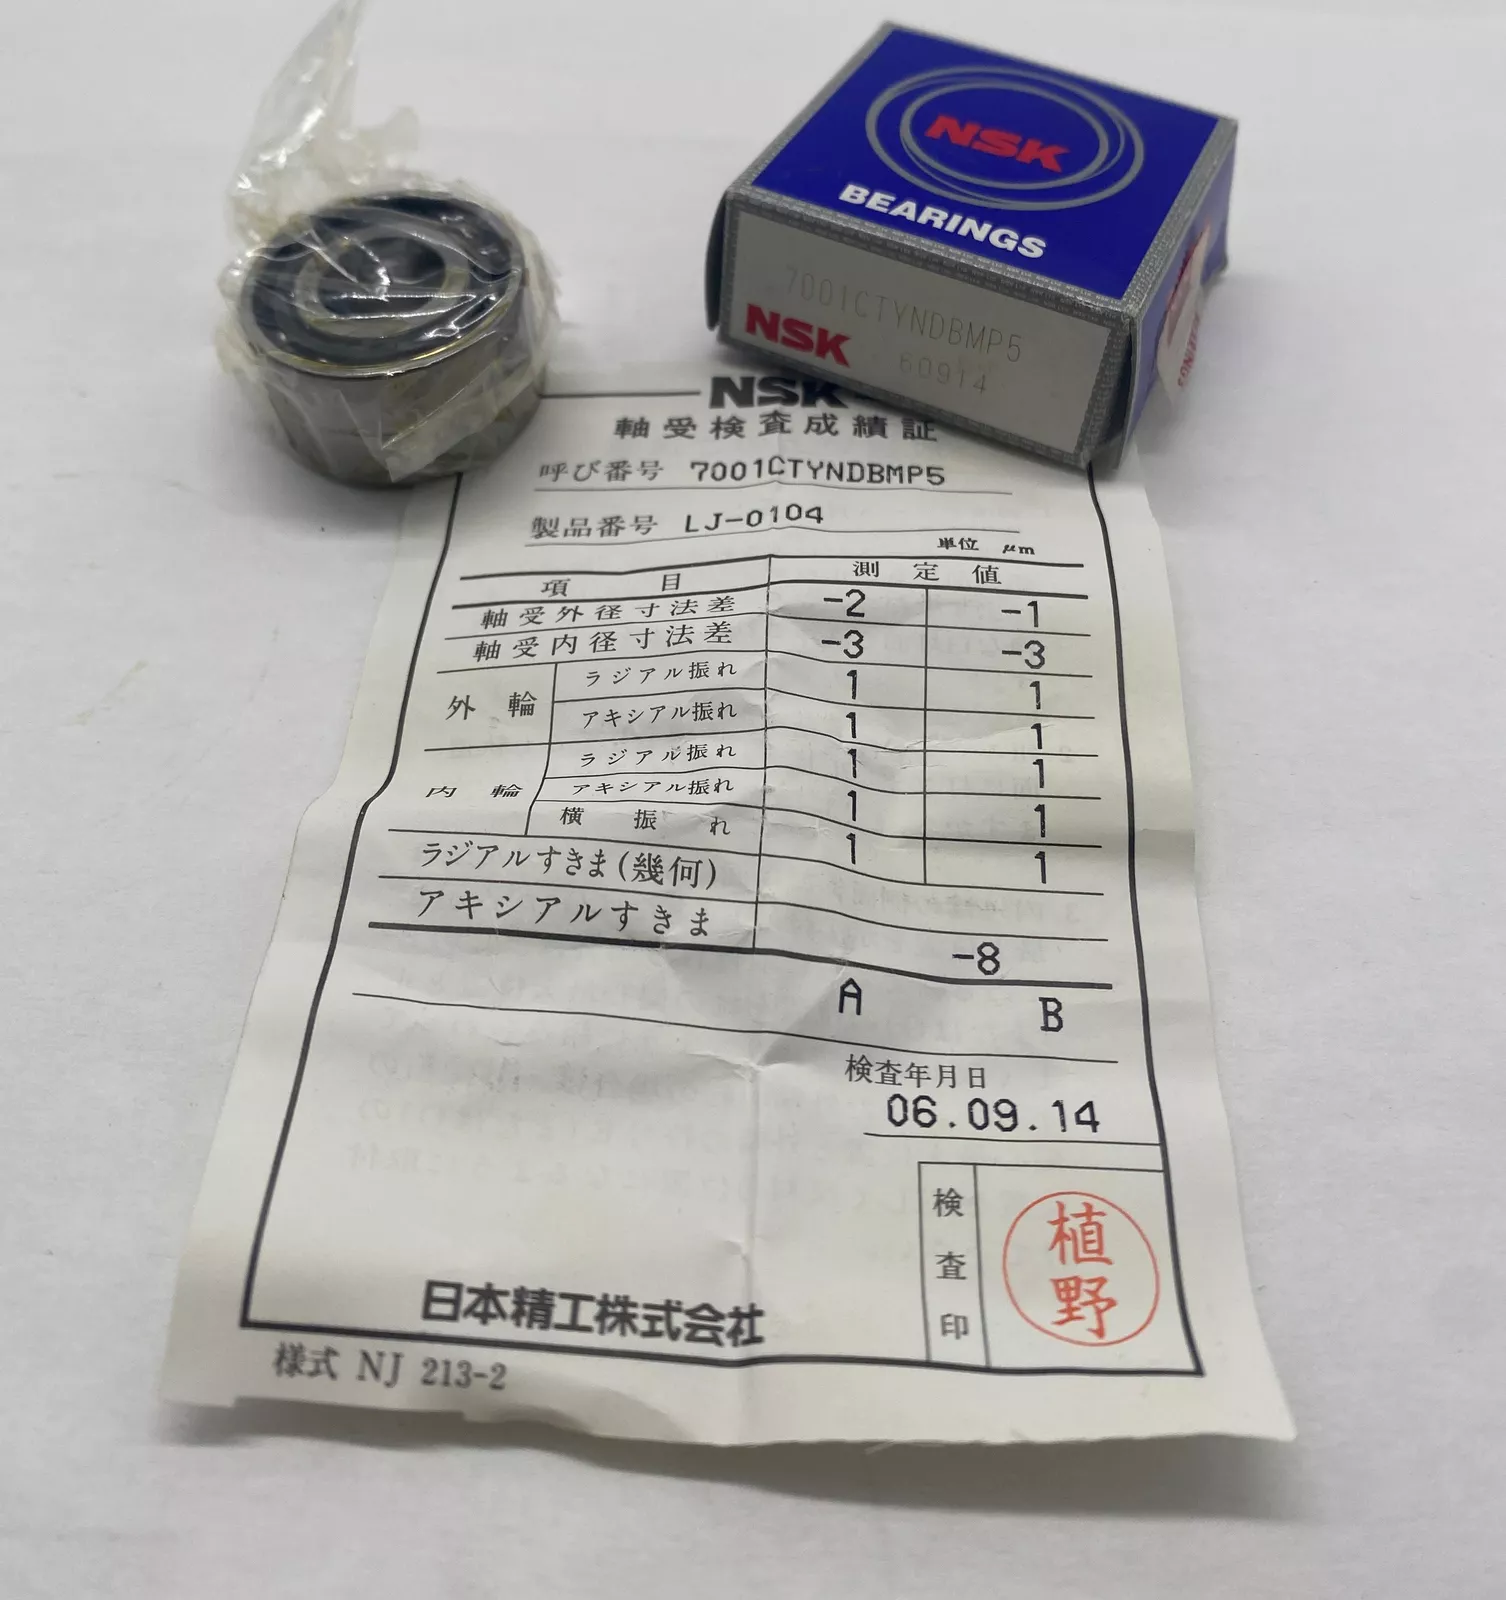 NSK
BEARINGS
7001CTYNDBMP5
NSK 60914
NSK
軸受検査成績証
呼び番号 7001CTYNDBMP5
製品番号 LJ-0104
単位 μm
項目 測定値
軸受外径寸法差 -2 -1
軸受内径寸法差 -3 -3
外輪 ラジアル振れ 1 1
アキシアル振れ 1 1
内輪 ラジアル振れ 1 1
アキシアル振れ 1 1
横振れ 1 1
ラジアルすきま(幾何)
アキシアルすきま -8
A B
検査年月日
06.09.14
検査印 植野
日本精工株式会社
様式 NJ 213-2